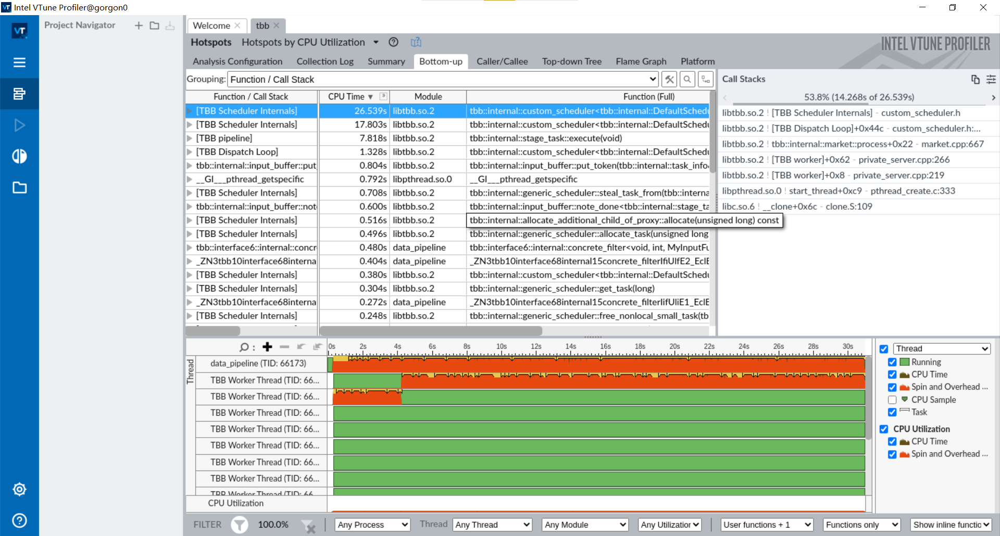 Intel VTune Profiler@gorgon0
Project Navigator
Welcome
tbb
Hotspots Hotspots by CPU Utilization
INTEL VTUNE PROFILER
Analysis Configuration Collection Log Summary Bottom-up Caller/Callee Top-down Tree Flame Graph Platform
Grouping: Function / Call Stack
Function / Call Stack CPU Time Module Function (Full)
[TBB Scheduler Internals] 26.539s libtbb.so.2 tbb::internal::custom_scheduler<tbb::internal::DefaultSchedu
[TBB Scheduler Internals] 17.803s libtbb.so.2 tbb::internal::custom_scheduler<tbb::internal::DefaultSchedu
[TBB pipeline] 7.818s libtbb.so.2 tbb::internal::stage_task::execute(void)
[TBB Dispatch Loop] 1.328s libtbb.so.2 tbb::internal::custom_scheduler<tbb::internal::DefaultSchedu
tbb::internal::input_buffer::put_ 0.804s libtbb.so.2 tbb::internal::input_buffer::put_token(tbb::internal::task_info
__GI___pthread_getspecific 0.792s libpthread.so.0 __GI___pthread_getspecific
[TBB Scheduler Internals] 0.708s libtbb.so.2 tbb::internal::generic_scheduler::steal_task_from(tbb::interna
tbb::internal::input_buffer::note 0.600s libtbb.so.2 tbb::internal::input_buffer::note_done<tbb::internal::stage_ta
[TBB Scheduler Internals] 0.516s libtbb.so.2 tbb::internal::allocate_additional_child_of_proxy::allocate(unsigned long) const
[TBB Scheduler Internals] 0.496s libtbb.so.2 tbb::internal::generic_scheduler::allocate_task(unsigned long
tbb::interface6::internal::concr 0.480s data_pipeline tbb::interface6::internal::concrete_filter<void, int, MyInputFu
_ZN3tbb10interface68interna 0.404s data_pipeline _ZN3tbb10interface68internal15concrete_filterIfiUlfE2_EclE
[TBB Scheduler Internals] 0.380s libtbb.so.2 tbb::internal::custom_scheduler<tbb::internal::DefaultSchedu
[TBB Scheduler Internals] 0.304s libtbb.so.2 tbb::internal::generic_scheduler::get_task(long)
_ZN3tbb10interface68interna 0.272s data_pipeline _ZN3tbb10interface68internal15concrete_filterIifUliE1_EclE
[TBB Scheduler Internals] 0.248s libtbb.so.2 tbb::internal::generic_scheduler::free_nonlocal_small_task(tb
Call Stacks
53.8% (14.268s of 26.539s)
libtbb.so.2 ! [TBB Scheduler Internals] - custom_scheduler.h
libtbb.so.2 ! [TBB Dispatch Loop]+0x44c - custom_scheduler.h:...
libtbb.so.2 ! tbb::internal::market::process+0x22 - market.cpp:667
libtbb.so.2 ! [TBB worker]+0x62 - private_server.cpp:266
libtbb.so.2 ! [TBB worker]+0x8 - private_server.cpp:219
libpthread.so.0 ! start_thread+0xc9 - pthread_create.c:333
libc.so.6 ! __clone+0x6c - clone.S:109
0s 2s 4s 6s 8s 10s 12s 14s 16s 18s 20s 22s 24s 26s 28s 30s
Thread
data_pipeline (TID: 66173)
TBB Worker Thread (TID: 66...
TBB Worker Thread (TID: 66...
TBB Worker Thread (TID: 66...
TBB Worker Thread (TID: 66...
TBB Worker Thread (TID: 66...
TBB Worker Thread (TID: 66...
TBB Worker Thread (TID: 66...
TBB Worker Thread (TID: 66
CPU Utilization
Thread
Running
CPU Time
Spin and Overhead ...
CPU Sample
Task
CPU Utilization
CPU Time
Spin and Overhead ...
FILTER 100.0% Any Process Thread Any Thread Any Module Any Utilization User functions + 1 Functions only Show inline functio